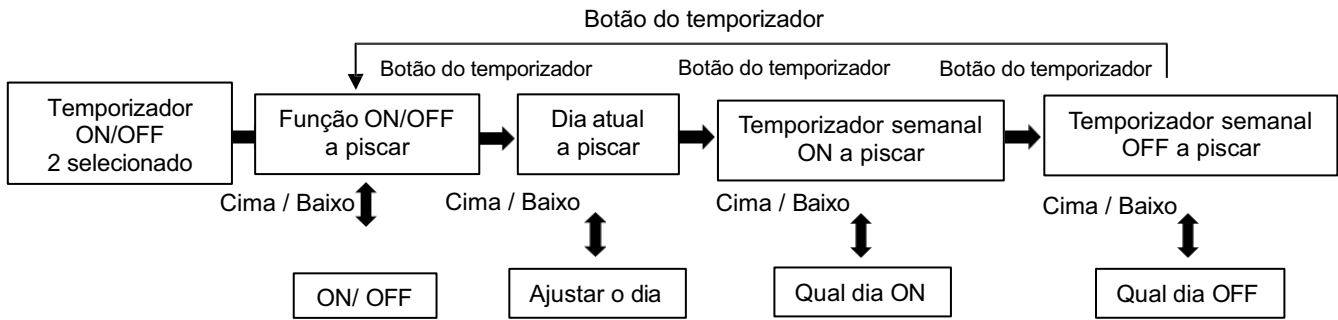 Botão do temporizador
Botão do temporizador
Botão do temporizador
Botão do temporizador
Temporizador
ON/OFF
2 selecionado
Função ON/OFF
a piscar
Dia atual
a piscar
Temporizador semanal
ON a piscar
Temporizador semanal
OFF a piscar
Cima / Baixo
Cima / Baixo
Cima / Baixo
Cima / Baixo
ON/ OFF
Ajustar o dia
Qual dia ON
Qual dia OFF